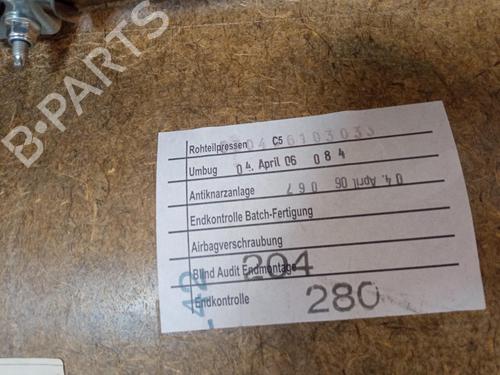 B-PARTS
Rohteilpressen C5
Umbug 04. April 06 084
Antiknarzanlage 04. April 06 067
Endkontrolle Batch-Fertigung
Airbagverschraubung
Blind Audit Endmontage 204
Endkontrolle 280